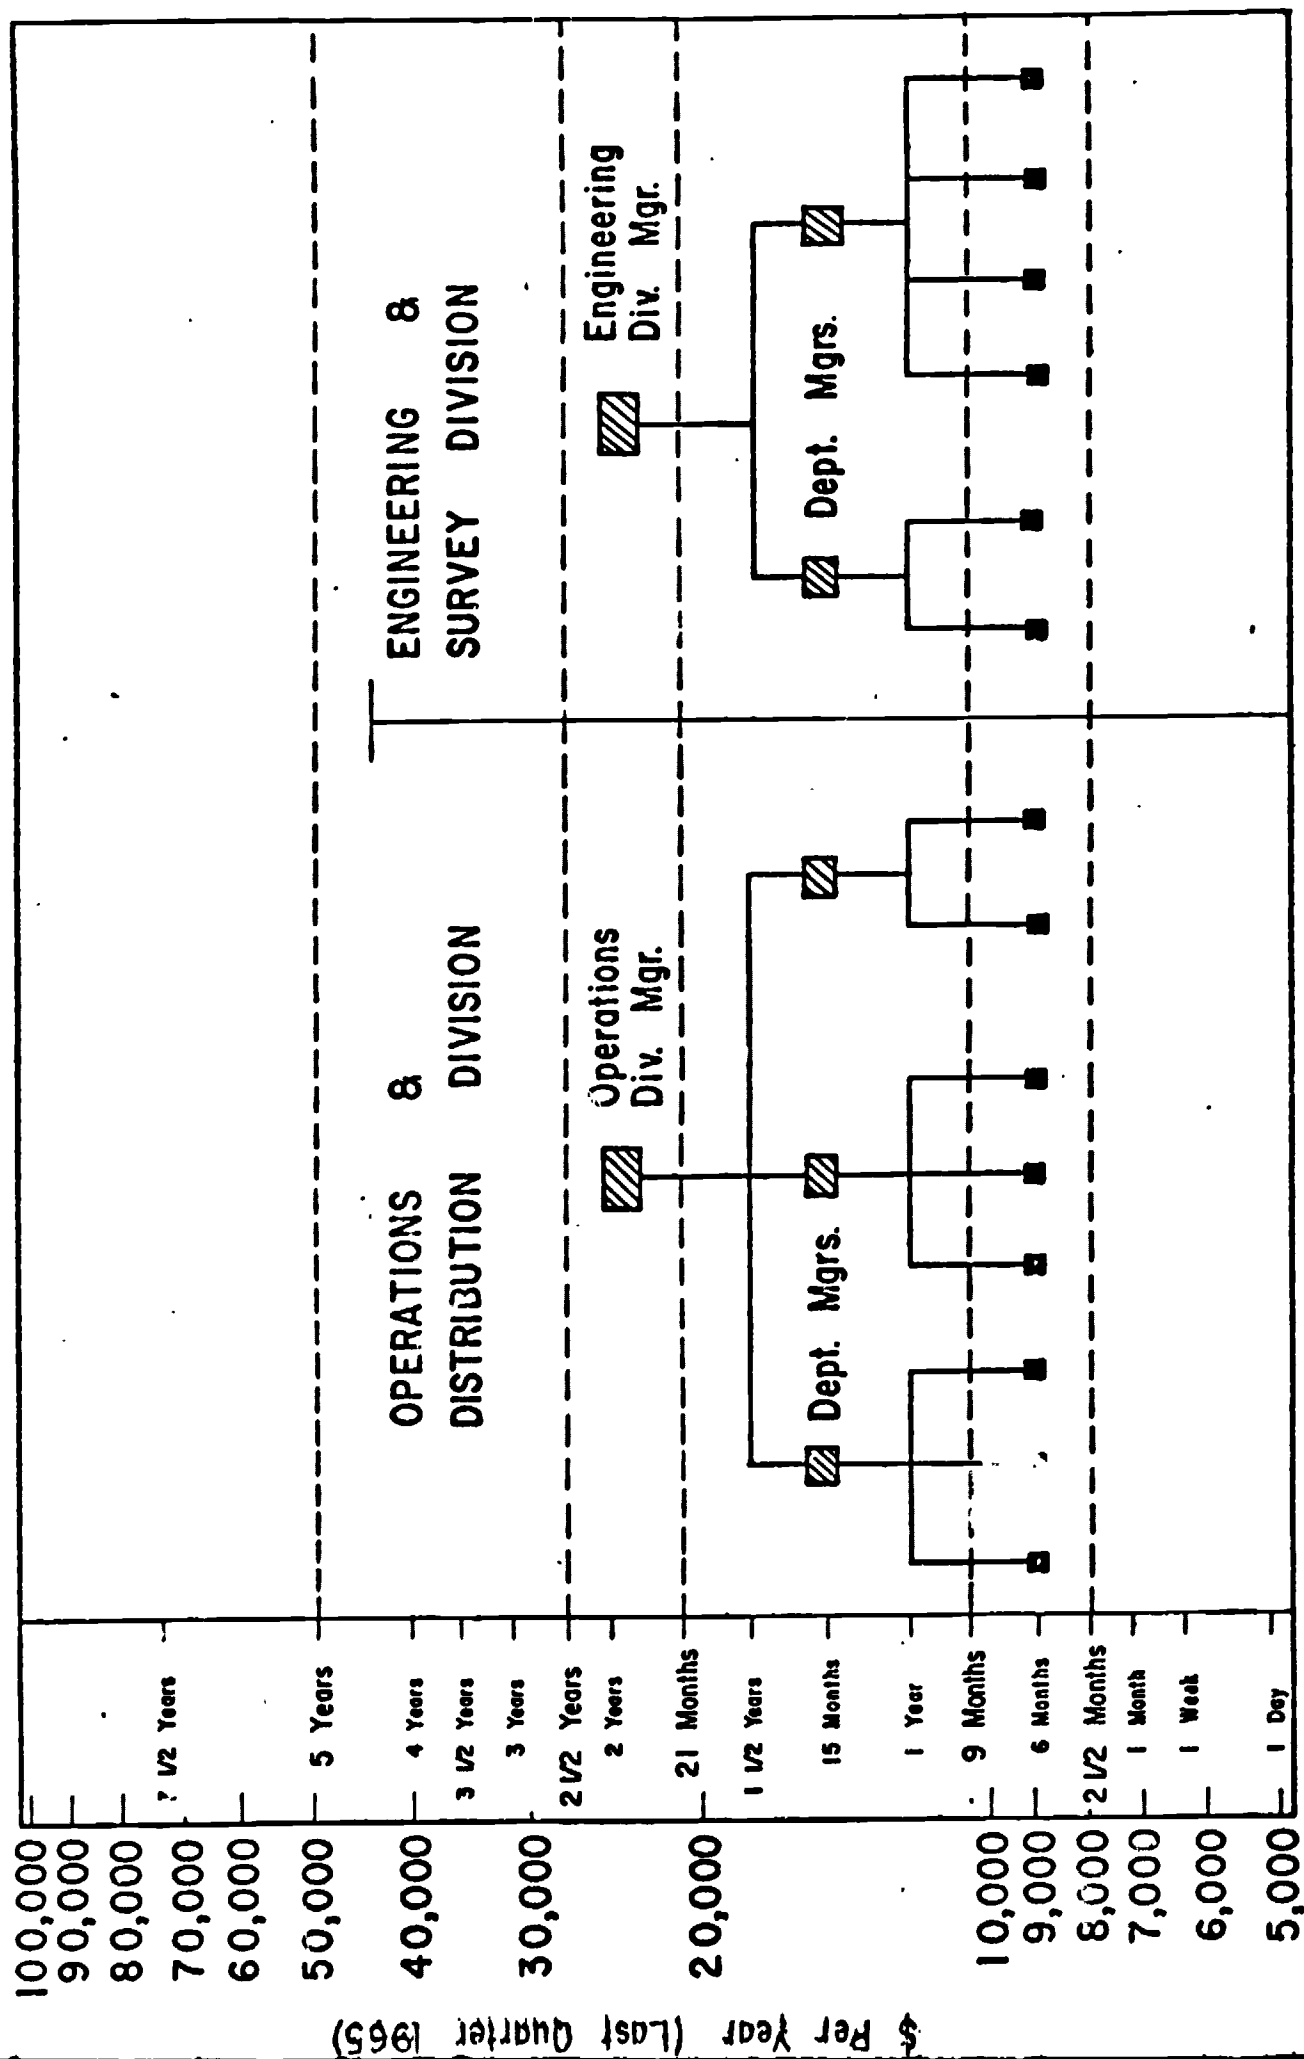 100,000
90,000
80,000
70,000
60,000
50,000
40,000
30,000
20,000
10,000
9,000
8,000
7,000
6,000
5,000
$ Per Year (Last Quarter 1965)
7 1/2 Years
5 Years
4 Years
3 1/2 Years
3 Years
2 1/2 Years
2 Years
21 Months
1 1/2 Years
15 Months
1 Year
9 Months
6 Months
2 1/2 Months
1 Month
1 Week
1 Day
OPERATIONS &
DISTRIBUTION DIVISION
Operations
Div. Mgr.
Dept. Mgrs.
ENGINEERING &
SURVEY DIVISION
Engineering
Div. Mgr.
Dept. Mgrs.